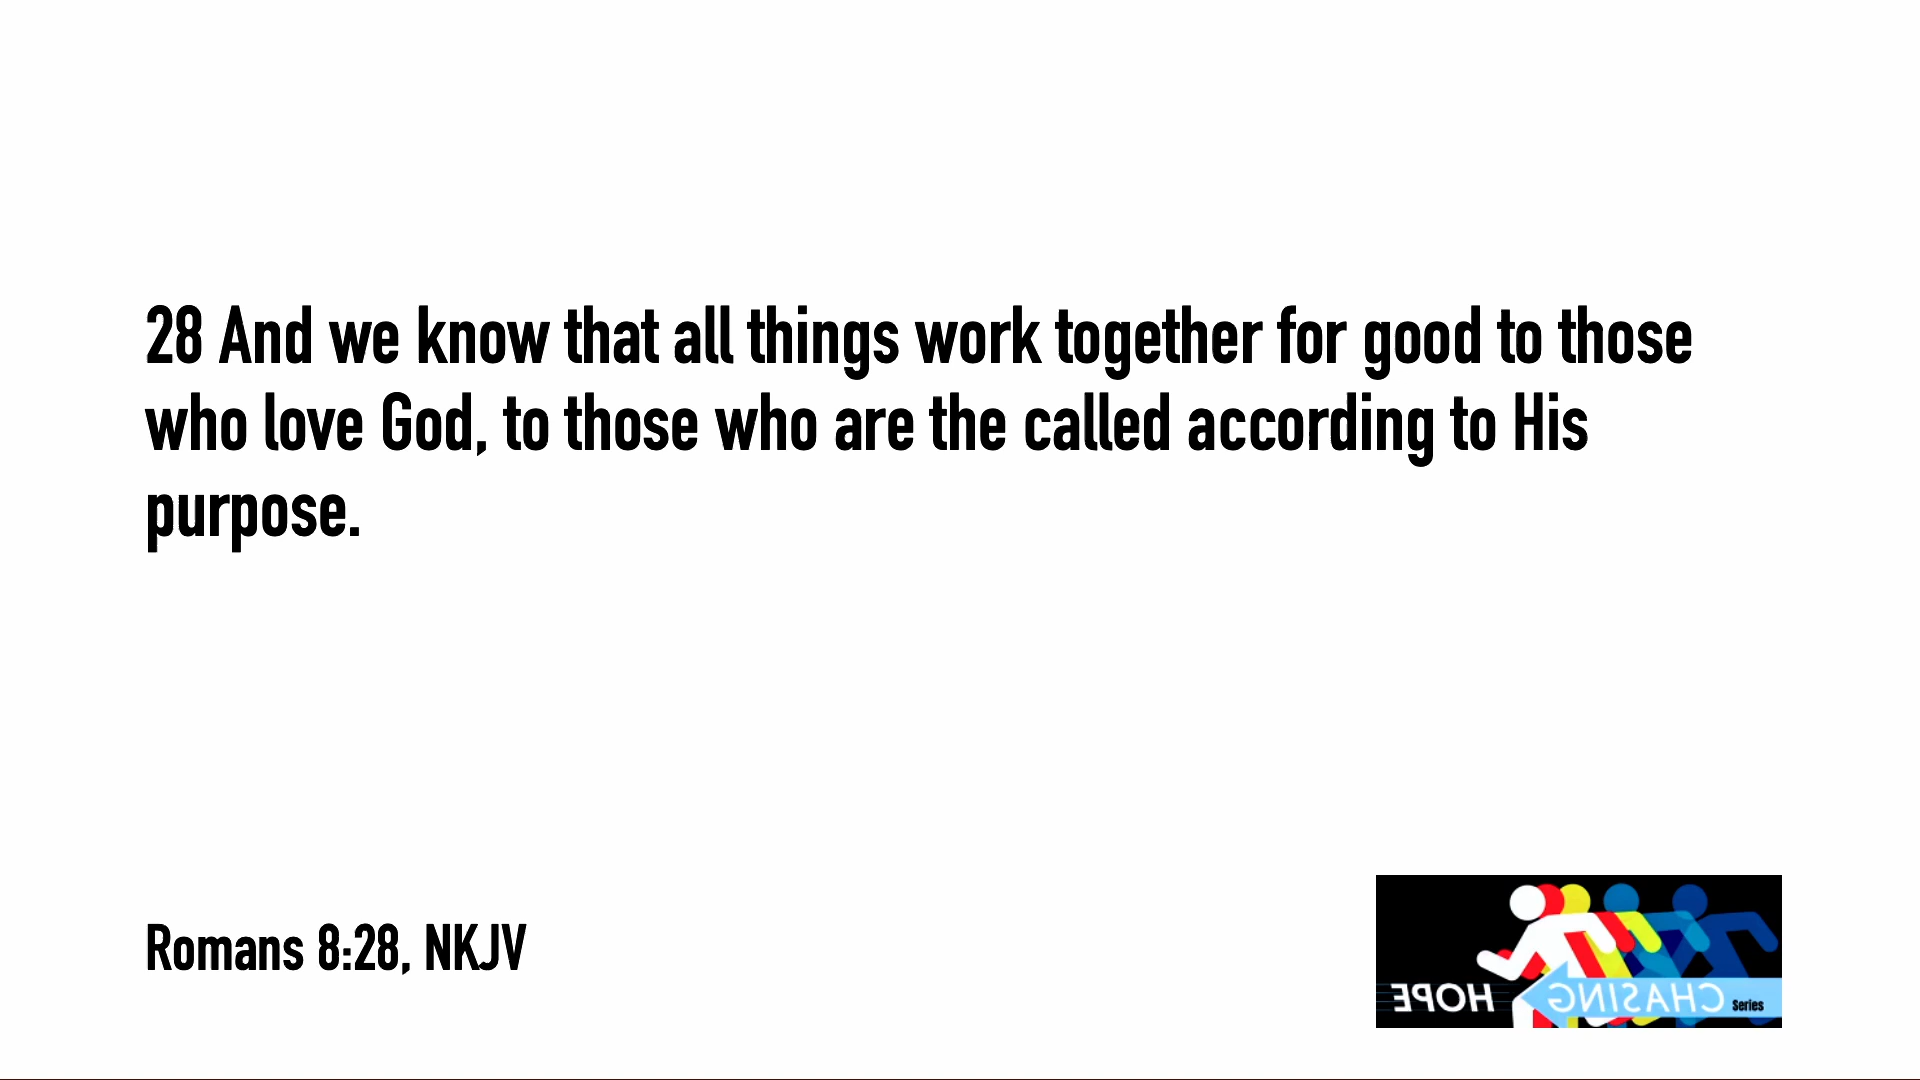 28 And we know that all things work together for good to those
who love God, to those who are the called according to His
purpose.
Romans 8:28, NKJV
CHASING HOPE
Series